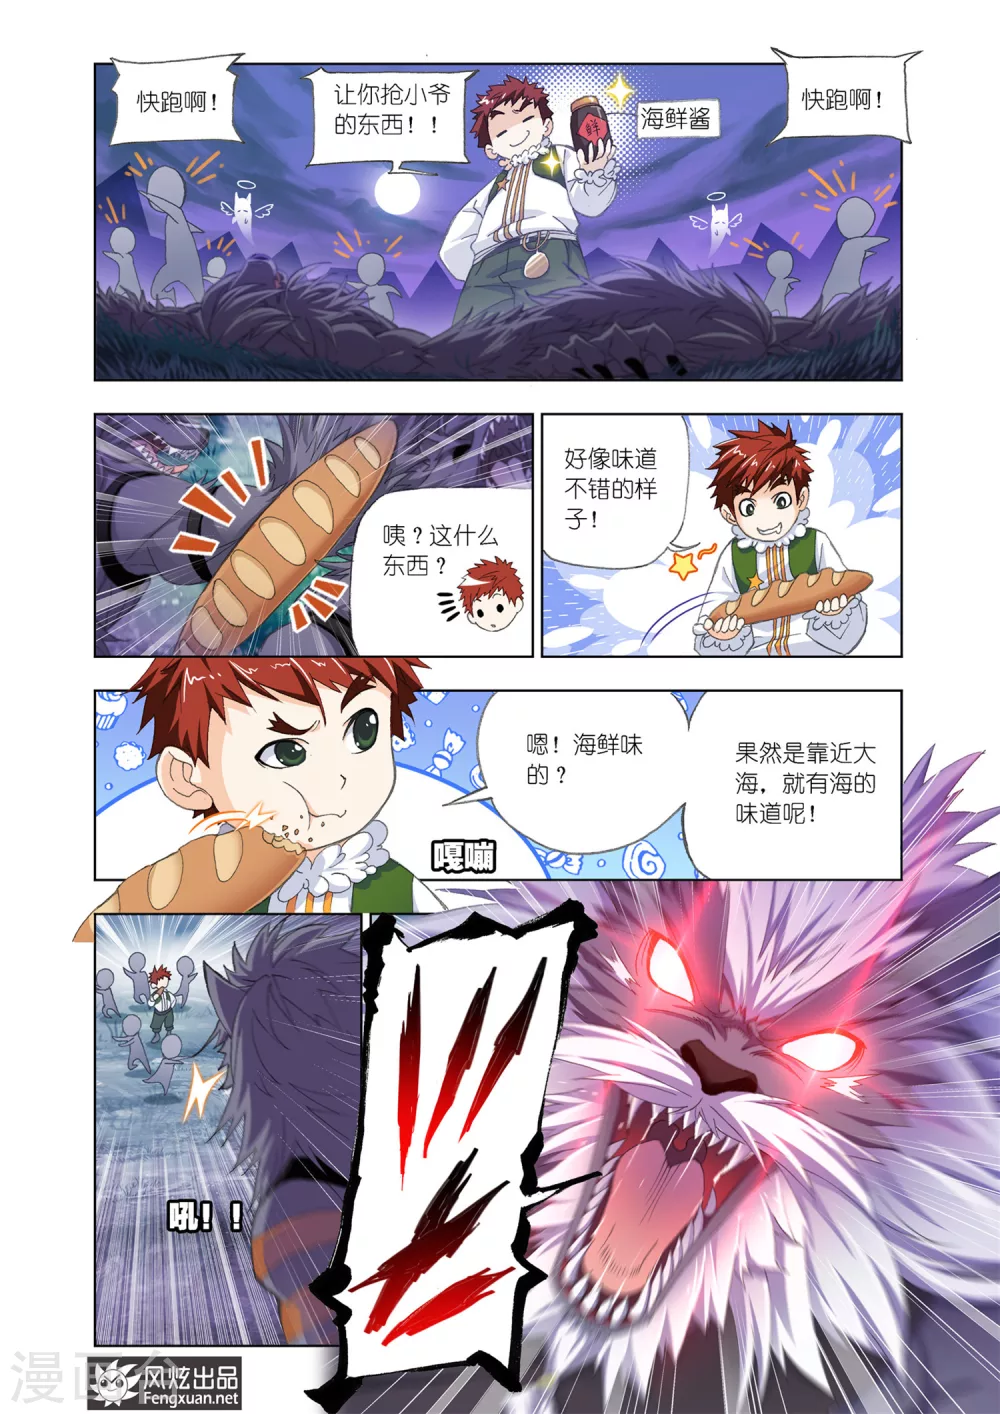 快跑啊！
让你抢小爷
的东西！！
海鲜酱
鲜
快跑啊！
咦？这什么
东西？
好像味道
不错的样
子！
嗯！海鲜味
的？
果然是靠近大
海，就有海的
味道呢！
嘎嘣
吼！！
漫画台
风炫出品
Fengxuan.net